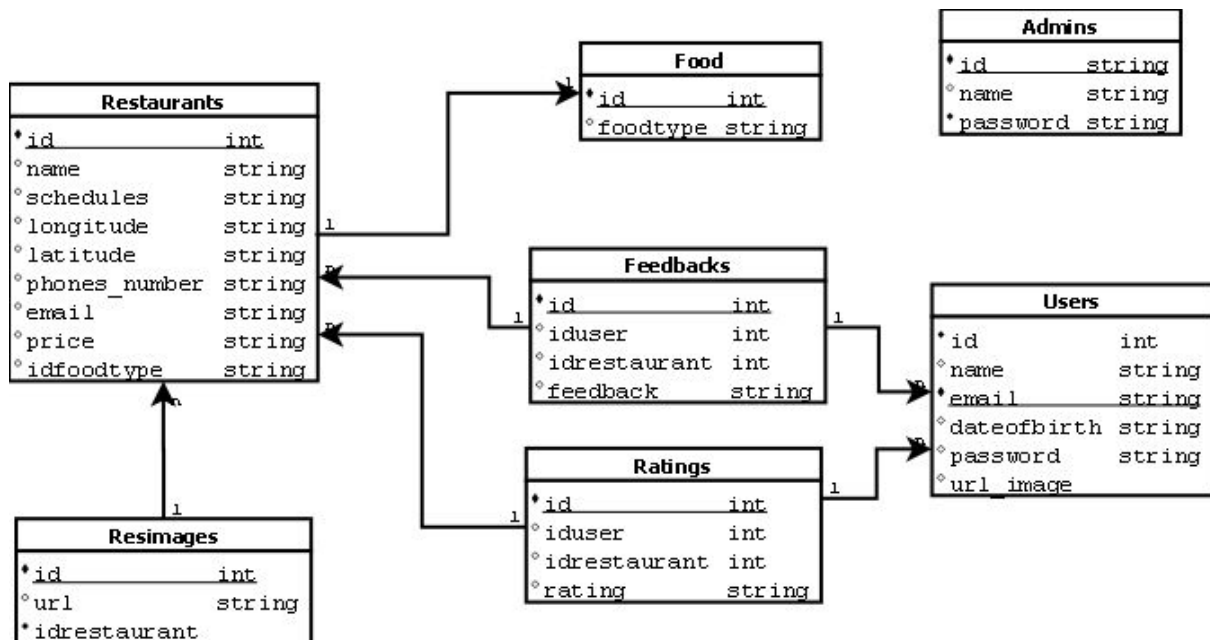 Admins
id string
name string
password string
Food
id int
foodtype string
Restaurants
id int
name string
schedules string
longitude string
latitude string
phones_number string
email string
price string
idfoodtype string
1
1
n
n
n
1
Feedbacks
id int
iduser int
idrestaurant int
feedback string
1
1
Users
id int
name string
email string
dateofbirth string
password string
url_image
n
n
Ratings
id int
iduser int
idrestaurant int
rating string
1
1
Resimages
id int
url string
idrestaurant